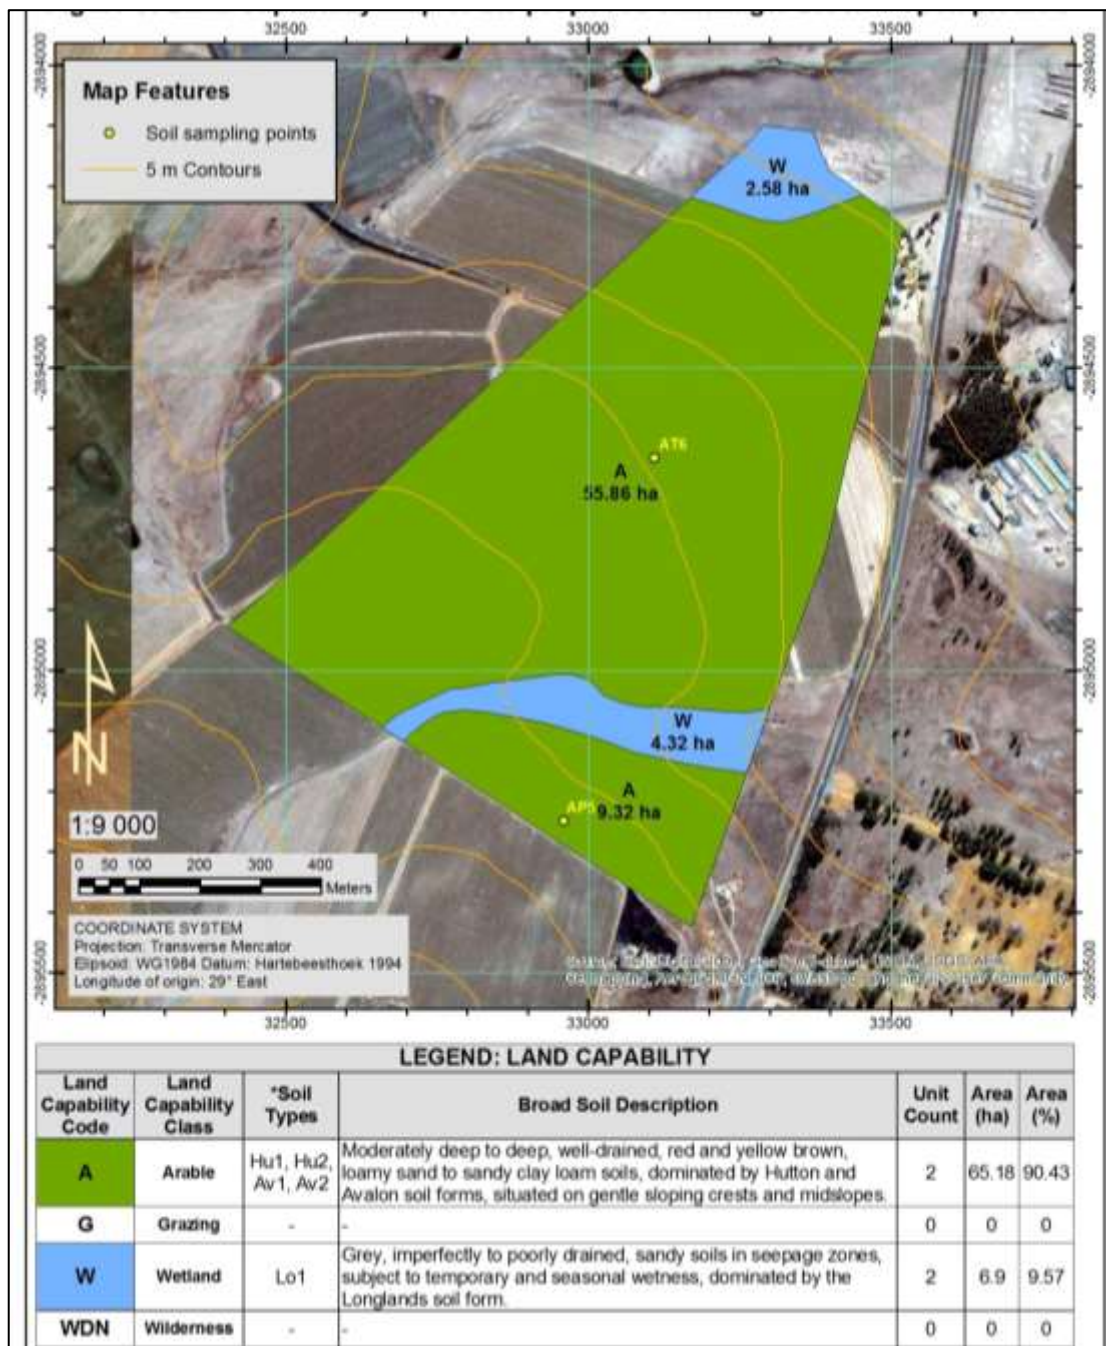 32500 33000 33500
-2894000 -2894000
Map Features
Soil sampling points
5 m Contours
W
2.58 ha
-2894500 -2894500
AT6
A
55.86 ha
-2895000 -2895000
W
4.32 ha
A
AP5 9.32 ha
N
1:9 000
0 50 100 200 300 400
Meters
COORDINATE SYSTEM
Projection: Transverse Mercator
Elipsoid: WG1984 Datum: Hartebeesthoek 1994
Longitude of origin: 29° East
-2895500 -2895500
32500 33000 33500
LEGEND: LAND CAPABILITY
Land Capability Code Land Capability Class *Soil Types Broad Soil Description Unit Count Area (ha) Area (%)
A Arable Hu1, Hu2, Av1, Av2 Moderately deep to deep, well-drained, red and yellow brown,
loamy sand to sandy clay loam soils, dominated by Hutton and
Avalon soil forms, situated on gentle sloping crests and midslopes. 2 65.18 90.43
G Grazing - - 0 0 0
W Wetland Lo1 Grey, imperfectly to poorly drained, sandy soils in seepage zones,
subject to temporary and seasonal wetness, dominated by the
Longlands soil form. 2 6.9 9.57
WDN Wilderness - - 0 0 0